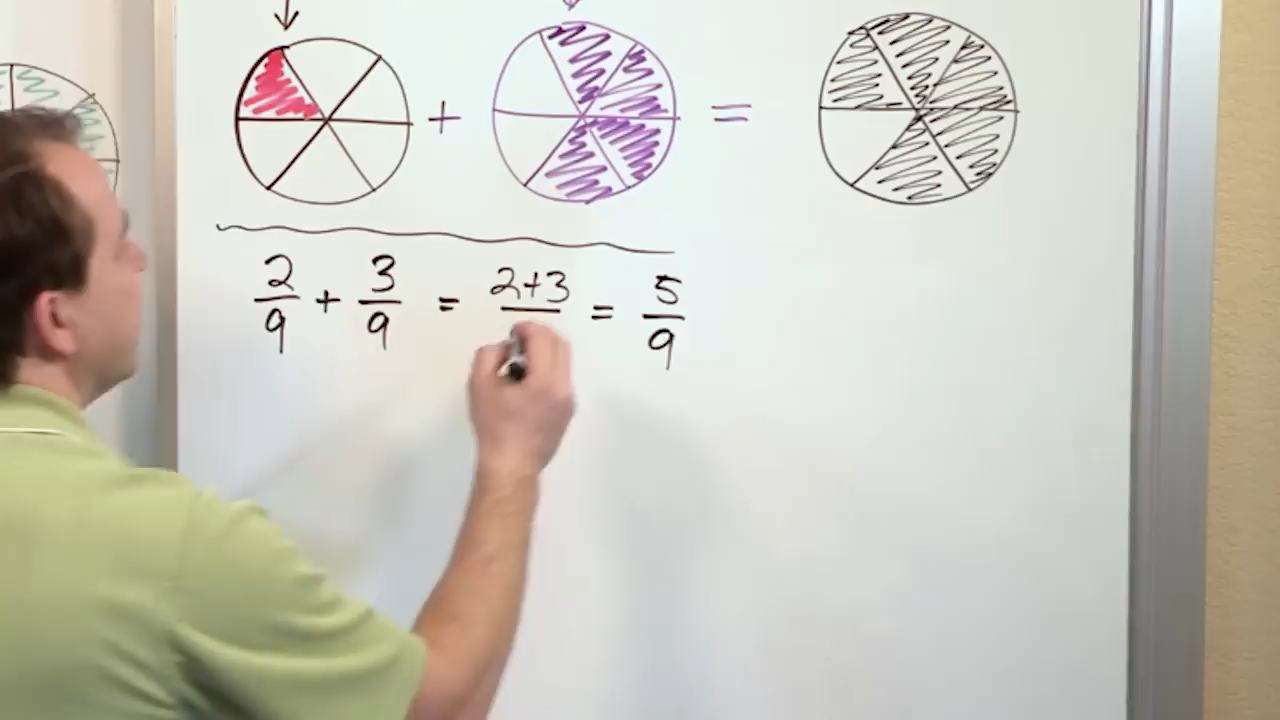 + =
2/9 + 3/9 = 2+3/ = 5/9